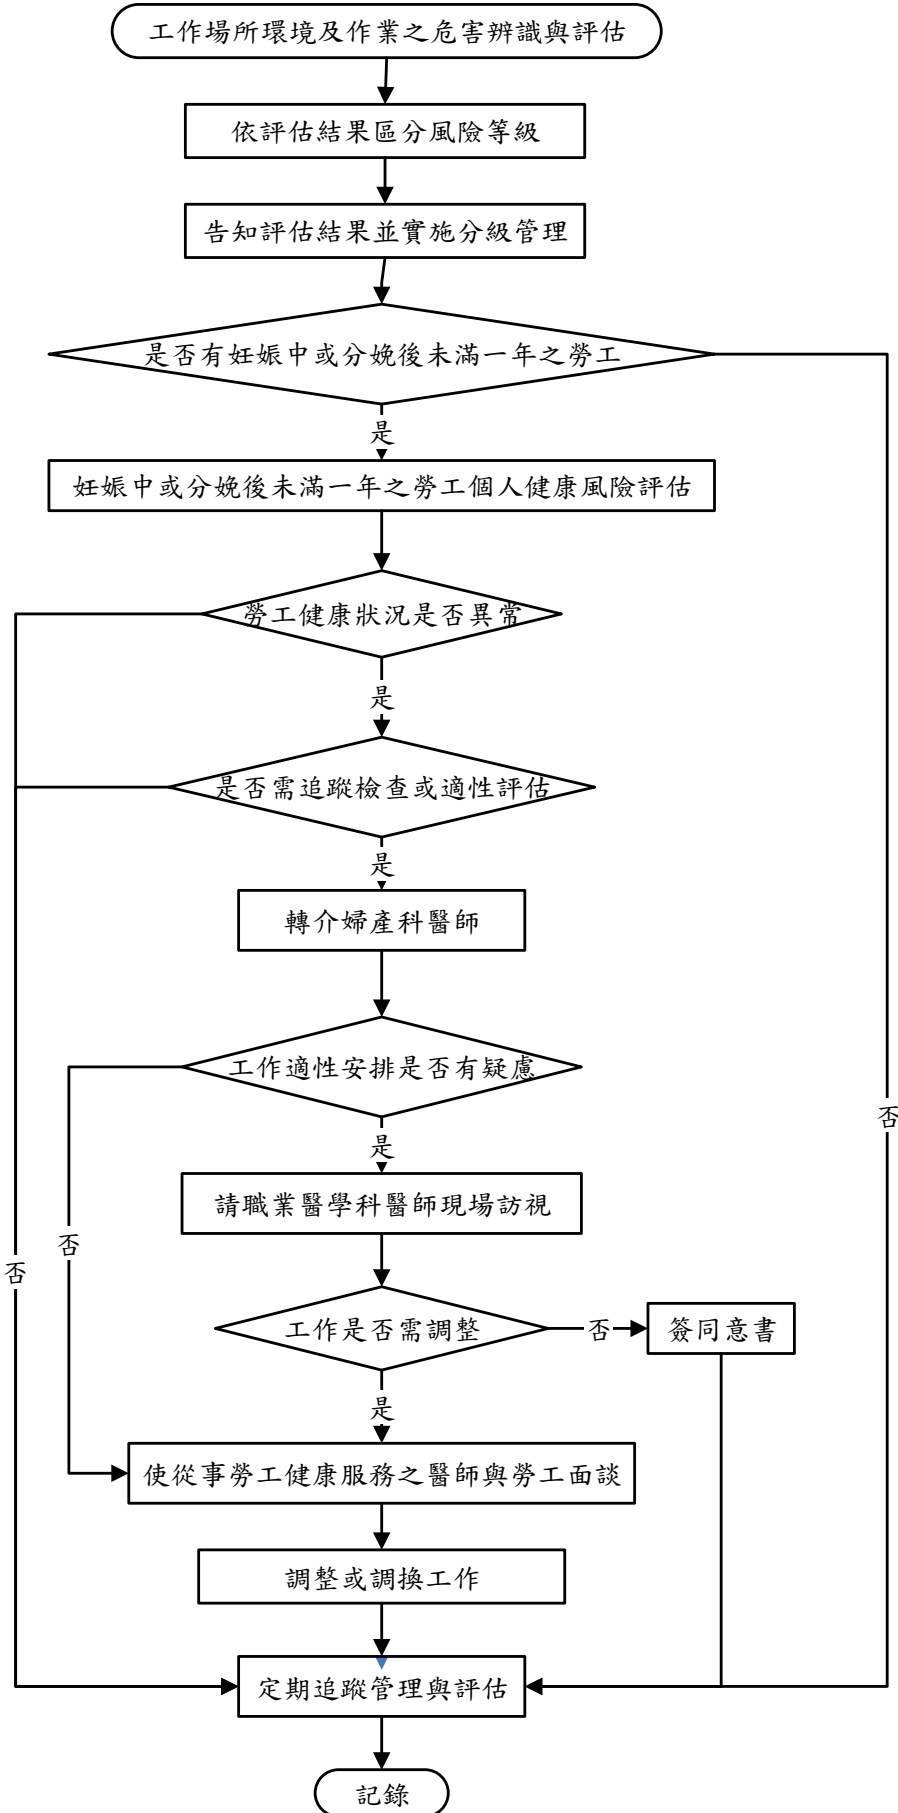 工作場所環境及作業之危害辨識與評估
依評估結果區分風險等級
告知評估結果並實施分級管理
是否有妊娠中或分娩後未滿一年之勞工
是
妊娠中或分娩後未滿一年之勞工個人健康風險評估
勞工健康狀況是否異常
是
是否需追蹤檢查或適性評估
是
轉介婦產科醫師
工作適性安排是否有疑慮
否
是
請職業醫學科醫師現場訪視
否
否
工作是否需調整
否
簽同意書
是
使從事勞工健康服務之醫師與勞工面談
調整或調換工作
定期追蹤管理與評估
記錄